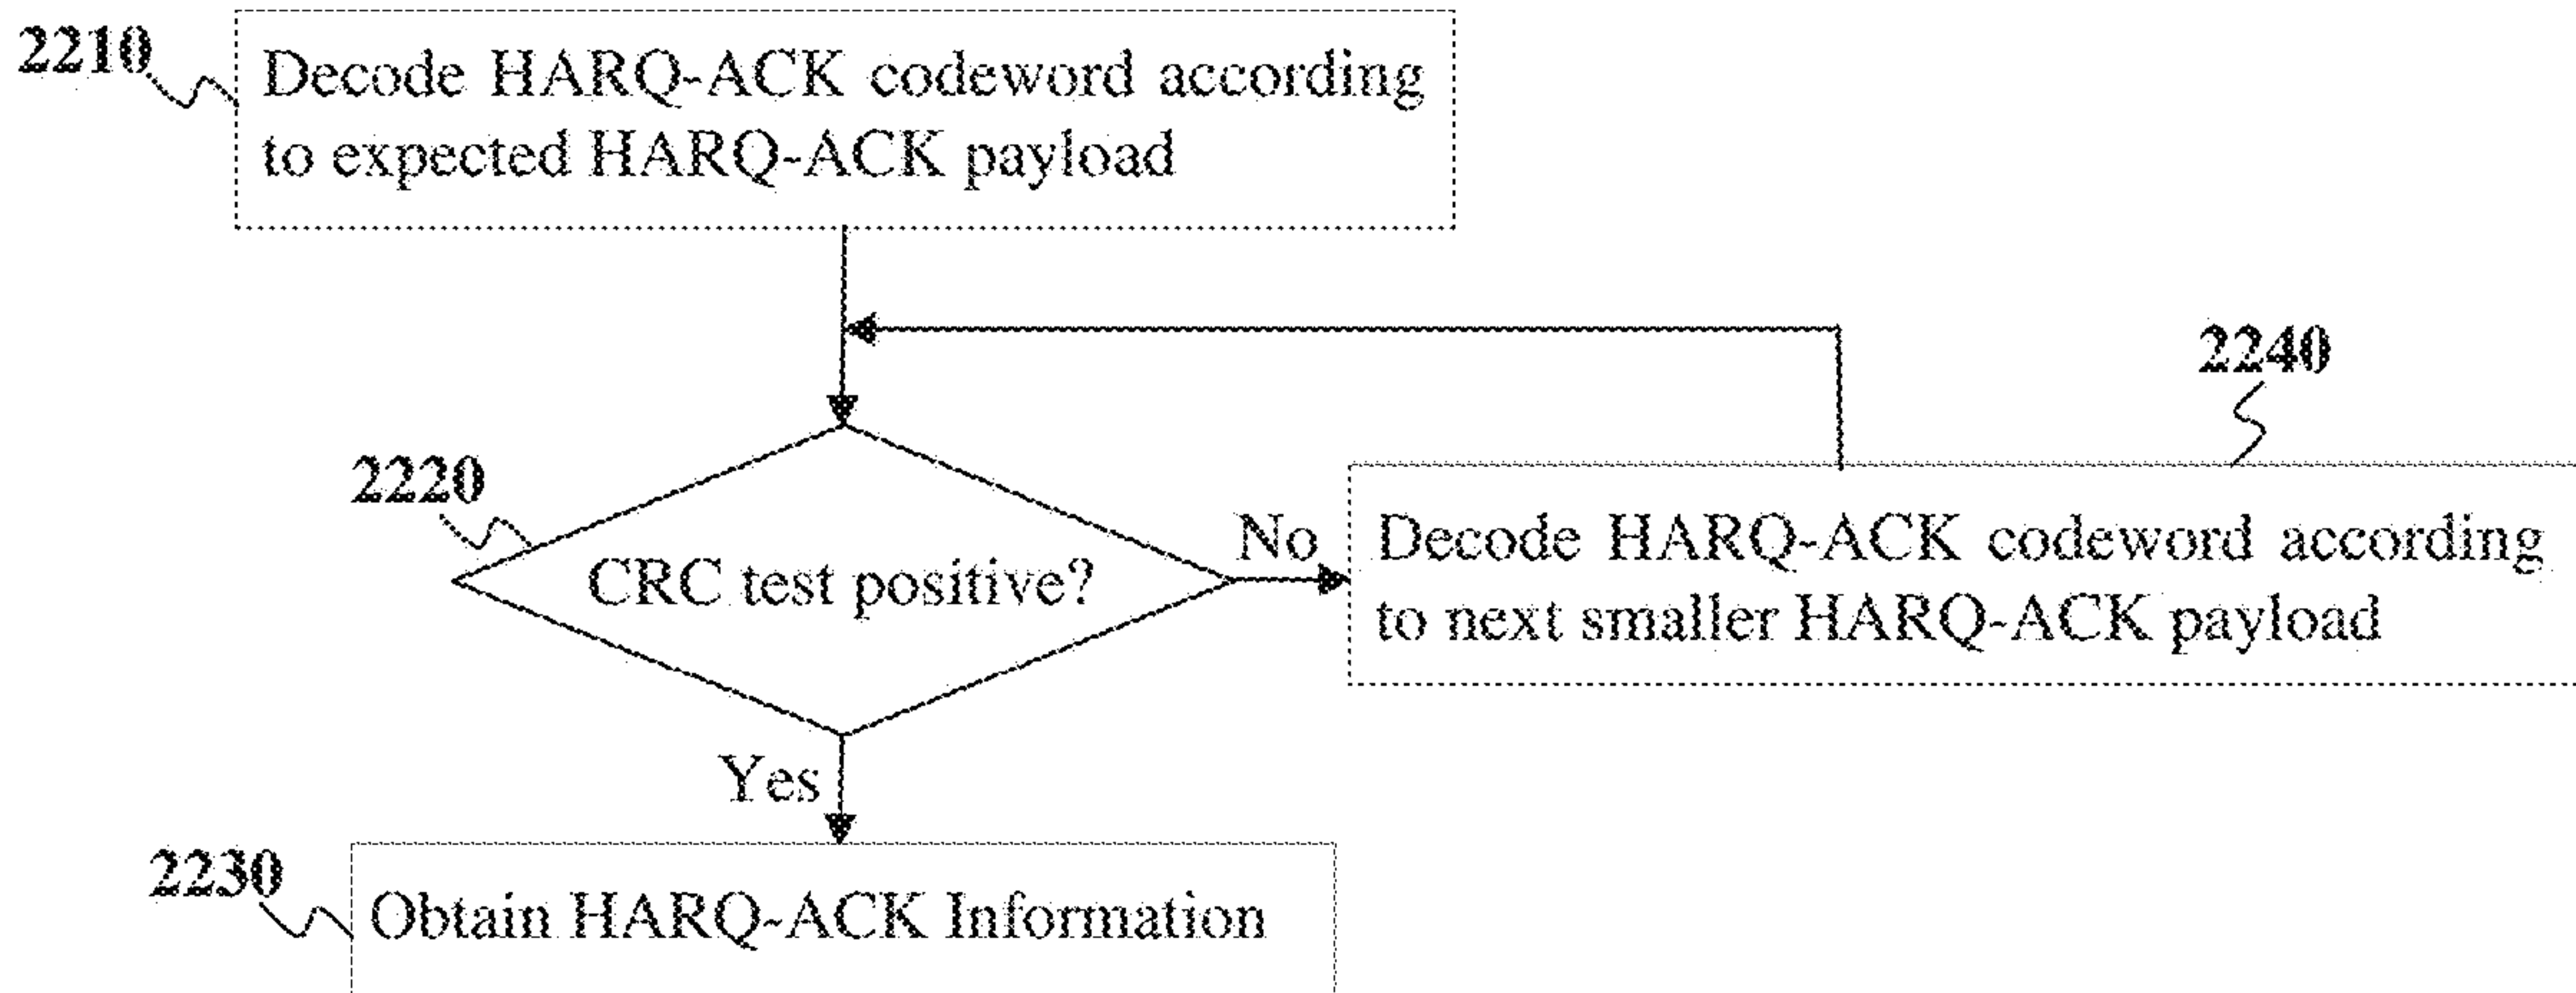 2210
Decode HARQ-ACK codeword according
to expected HARQ-ACK payload
2240
2220
CRC test positive?
No
Decode HARQ-ACK codeword according
to next smaller HARQ-ACK payload
Yes
2230
Obtain HARQ-ACK Information